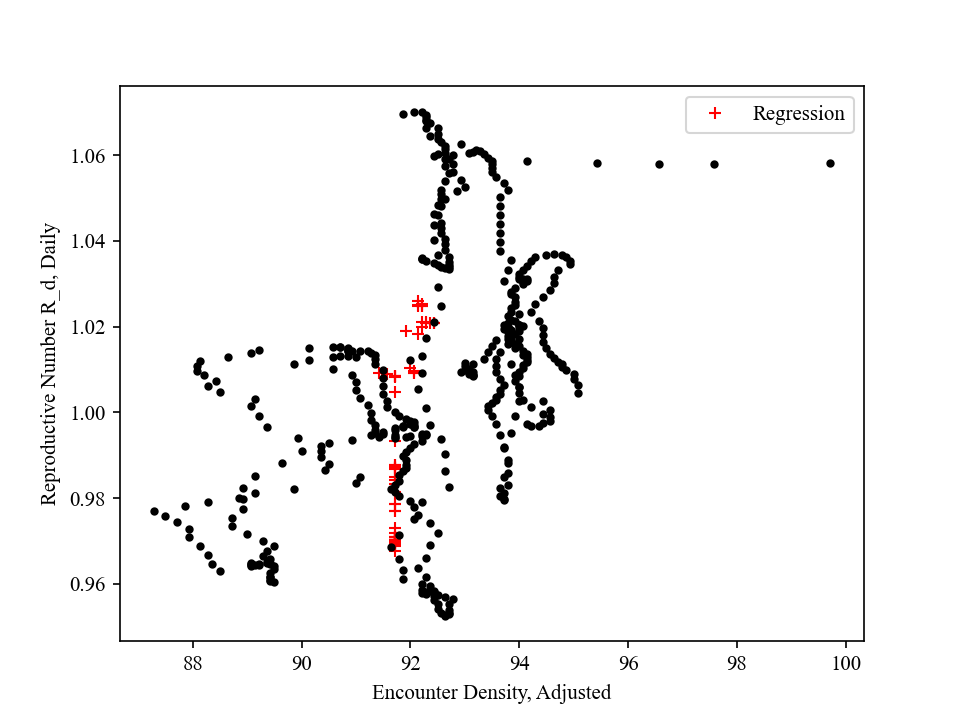 Regression
1.06
1.04
1.02
1.00
0.98
0.96
Reproductive Number R_d, Daily
88 90 92 94 96 98 100
Encounter Density, Adjusted